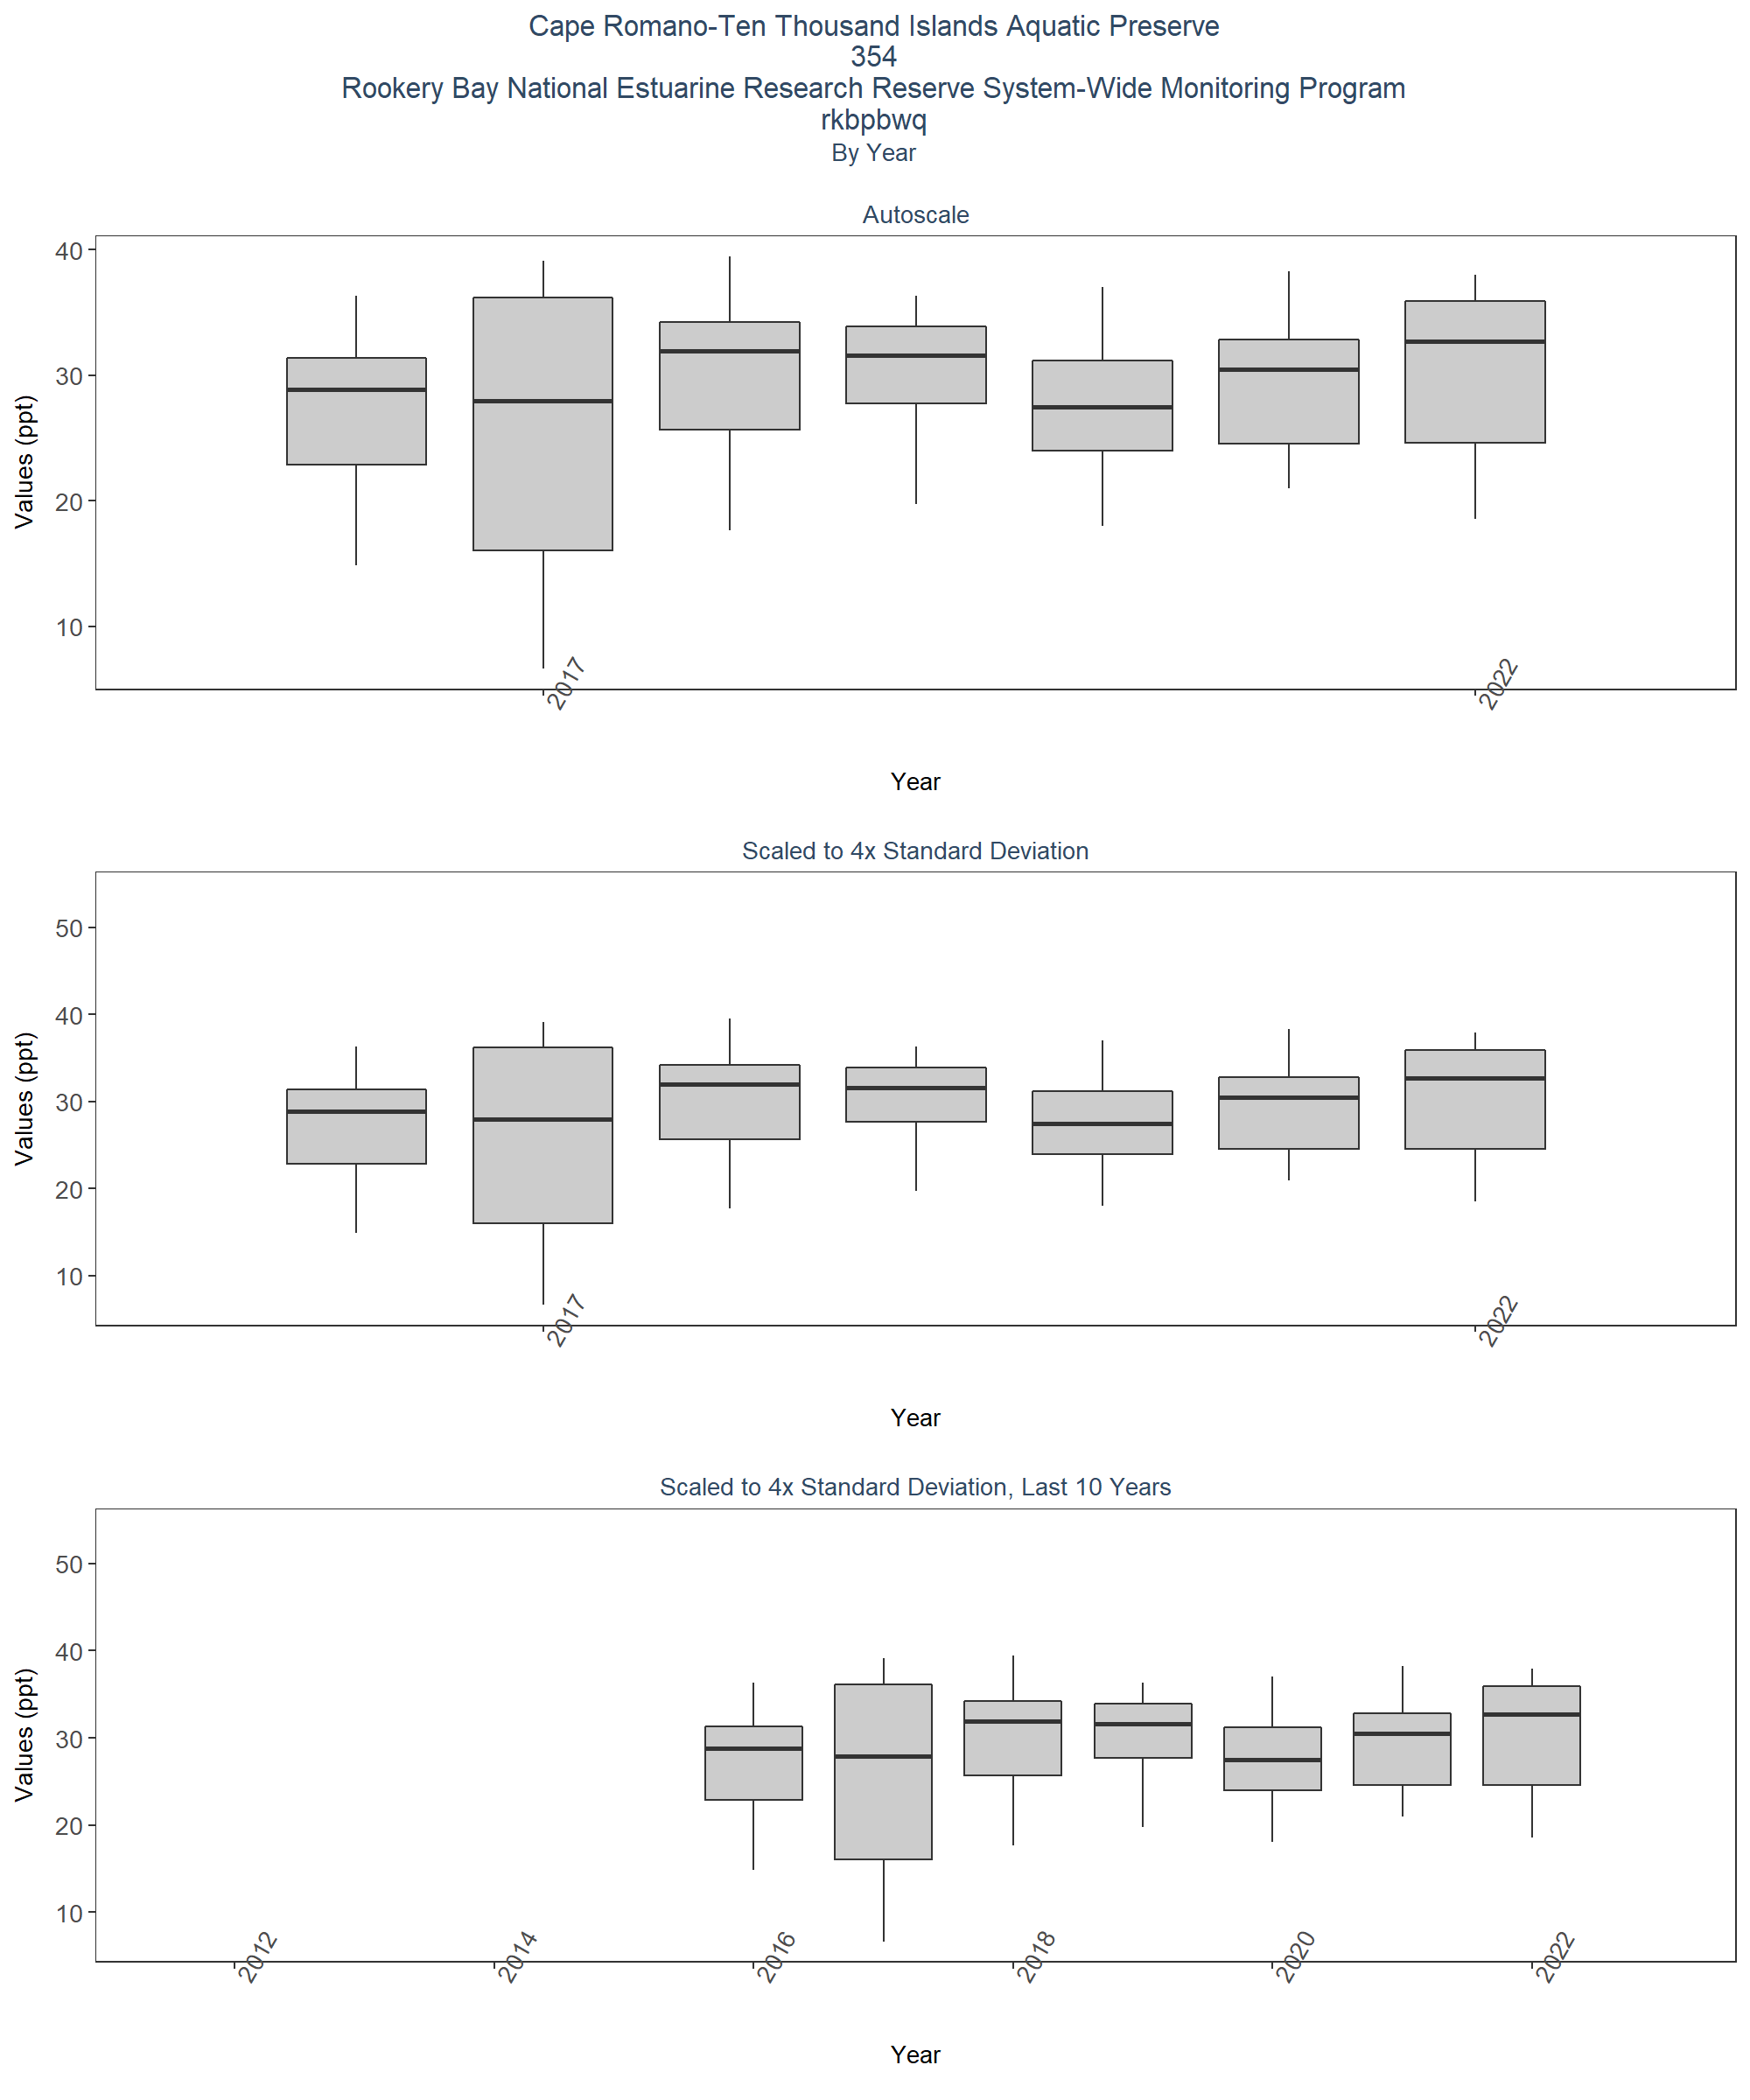 Cape Romano-Ten Thousand Islands Aquatic Preserve
354
Rookery Bay National Estuarine Research Reserve System-Wide Monitoring Program
rkbpbwq
By Year
Autoscale
40
30
20
10
Values (ppt)
2017
2022
Year
Scaled to 4x Standard Deviation
50
40
30
20
10
Values (ppt)
2017
2022
Year
Scaled to 4x Standard Deviation, Last 10 Years
50
40
30
20
10
Values (ppt)
2012
2014
2016
2018
2020
2022
Year